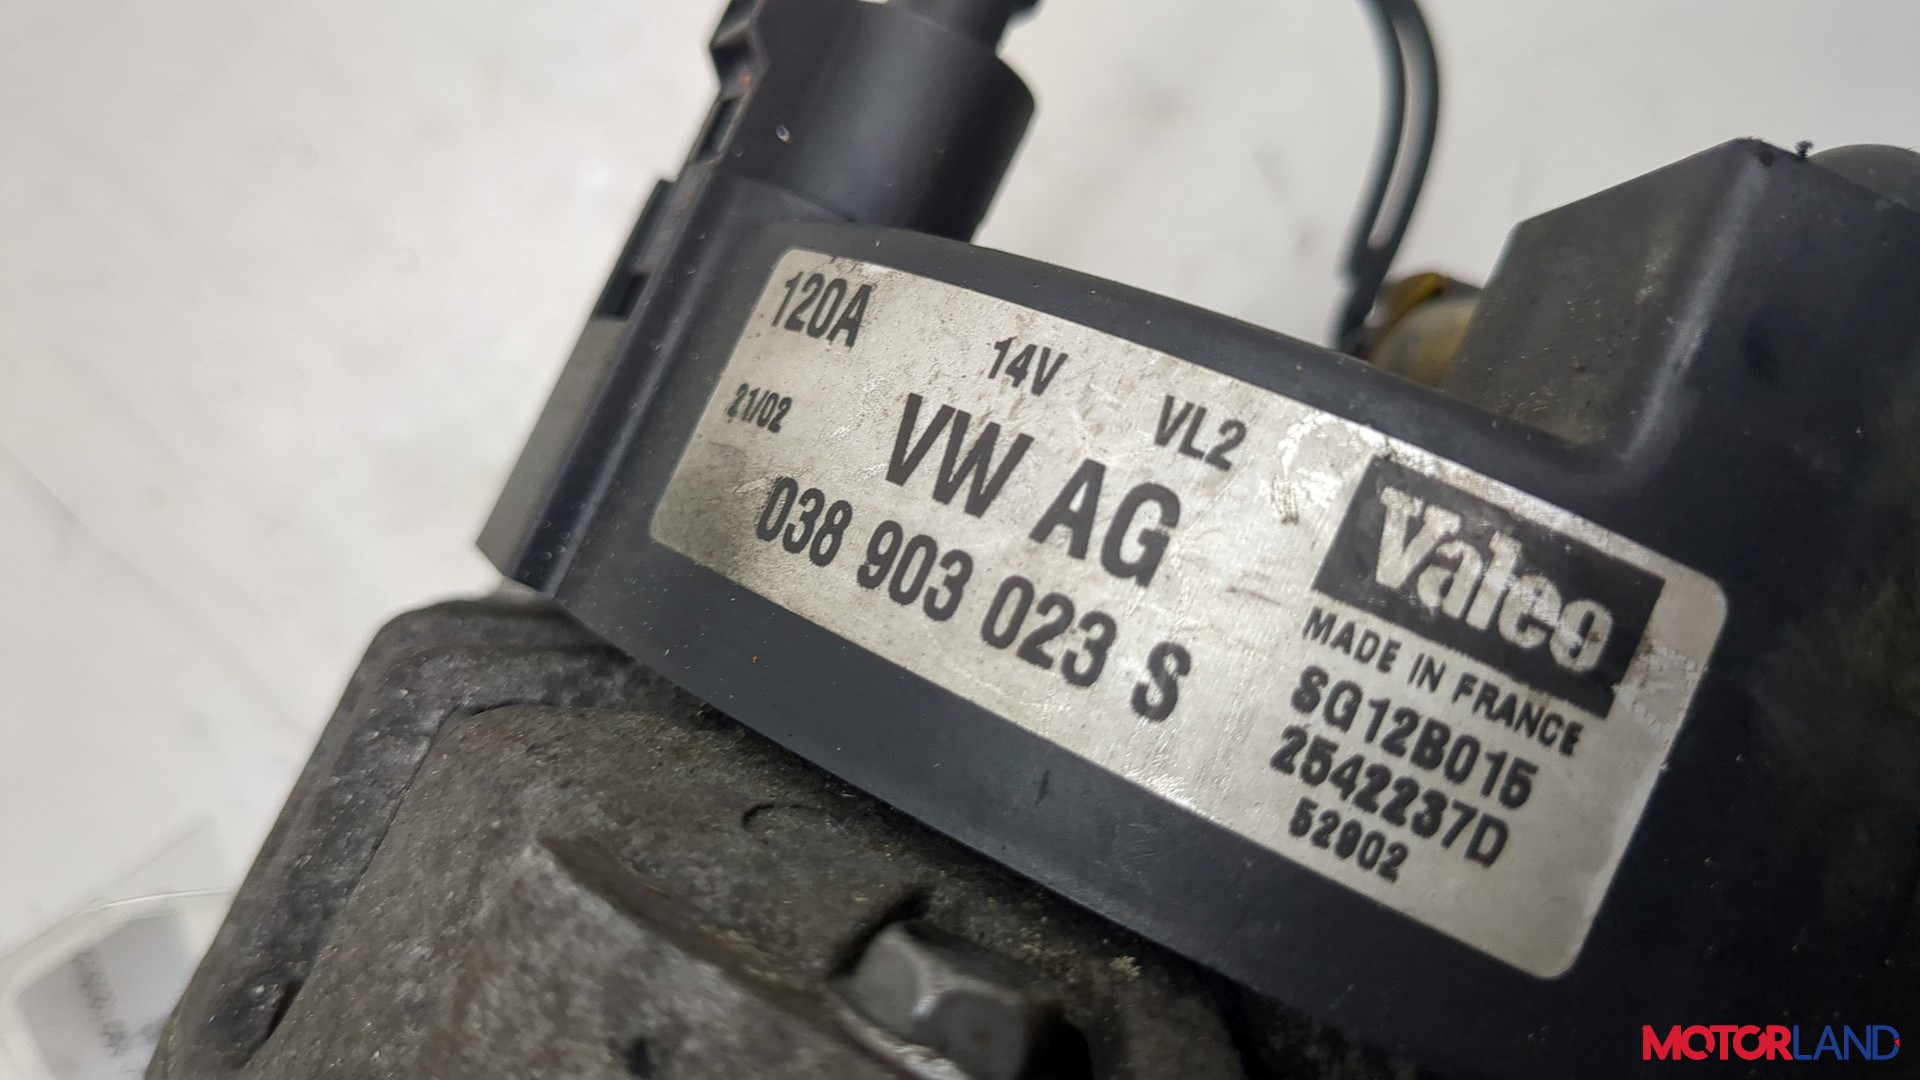 120A 14V VL2
21/02 VW AG
038 903 023 S
Valeo
MADE IN FRANCE
SG12B015
2542237D
52902
MOTORLAND